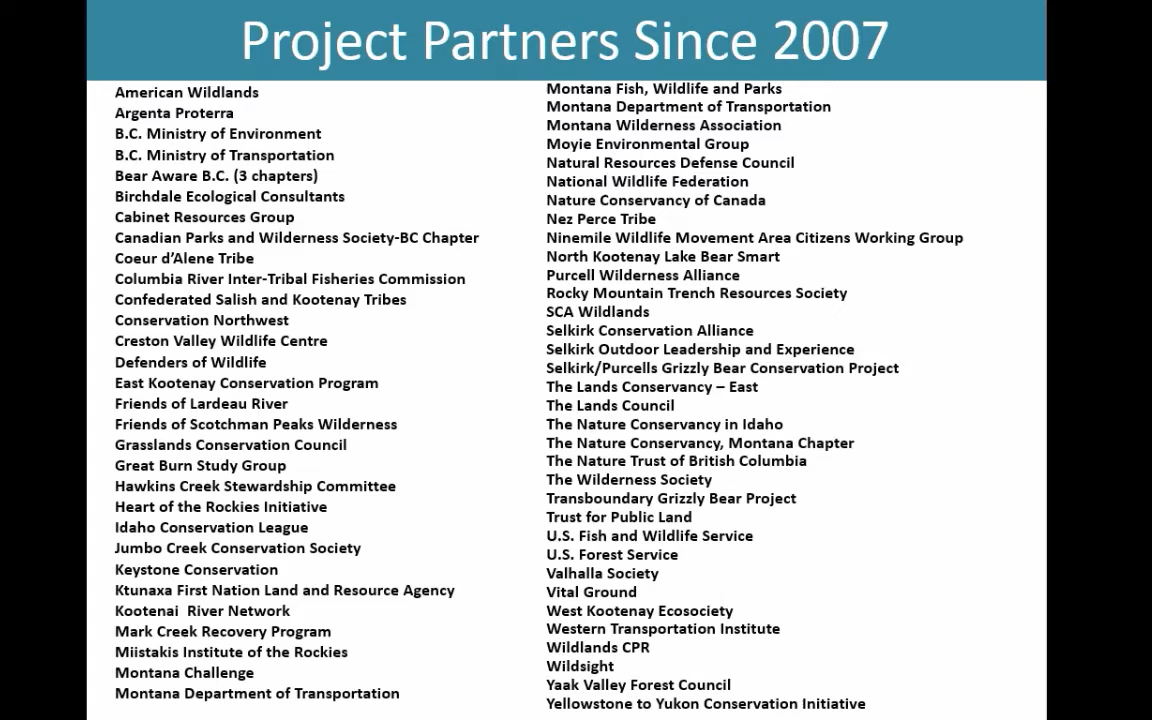 Project Partners Since 2007
American Wildlands
Argenta Proterra
B.C. Ministry of Environment
B.C. Ministry of Transportation
Bear Aware B.C. (3 chapters)
Birchdale Ecological Consultants
Cabinet Resources Group
Canadian Parks and Wilderness Society-BC Chapter
Coeur d’Alene Tribe
Columbia River Inter-Tribal Fisheries Commission
Confederated Salish and Kootenay Tribes
Conservation Northwest
Creston Valley Wildlife Centre
Defenders of Wildlife
East Kootenay Conservation Program
Friends of Lardeau River
Friends of Scotchman Peaks Wilderness
Grasslands Conservation Council
Great Burn Study Group
Hawkins Creek Stewardship Committee
Heart of the Rockies Initiative
Idaho Conservation League
Jumbo Creek Conservation Society
Keystone Conservation
Ktunaxa First Nation Land and Resource Agency
Kootenai River Network
Mark Creek Recovery Program
Miistakis Institute of the Rockies
Montana Challenge
Montana Department of Transportation
Montana Fish, Wildlife and Parks
Montana Department of Transportation
Montana Wilderness Association
Moyie Environmental Group
Natural Resources Defense Council
National Wildlife Federation
Nature Conservancy of Canada
Nez Perce Tribe
Ninemile Wildlife Movement Area Citizens Working Group
North Kootenay Lake Bear Smart
Purcell Wilderness Alliance
Rocky Mountain Trench Resources Society
SCA Wildlands
Selkirk Conservation Alliance
Selkirk Outdoor Leadership and Experience
Selkirk/Purcells Grizzly Bear Conservation Project
The Lands Conservancy – East
The Lands Council
The Nature Conservancy in Idaho
The Nature Conservancy, Montana Chapter
The Nature Trust of British Columbia
The Wilderness Society
Transboundary Grizzly Bear Project
Trust for Public Land
U.S. Fish and Wildlife Service
U.S. Forest Service
Valhalla Society
Vital Ground
West Kootenay Ecosociety
Western Transportation Institute
Wildlands CPR
Wildsight
Yaak Valley Forest Council
Yellowstone to Yukon Conservation Initiative